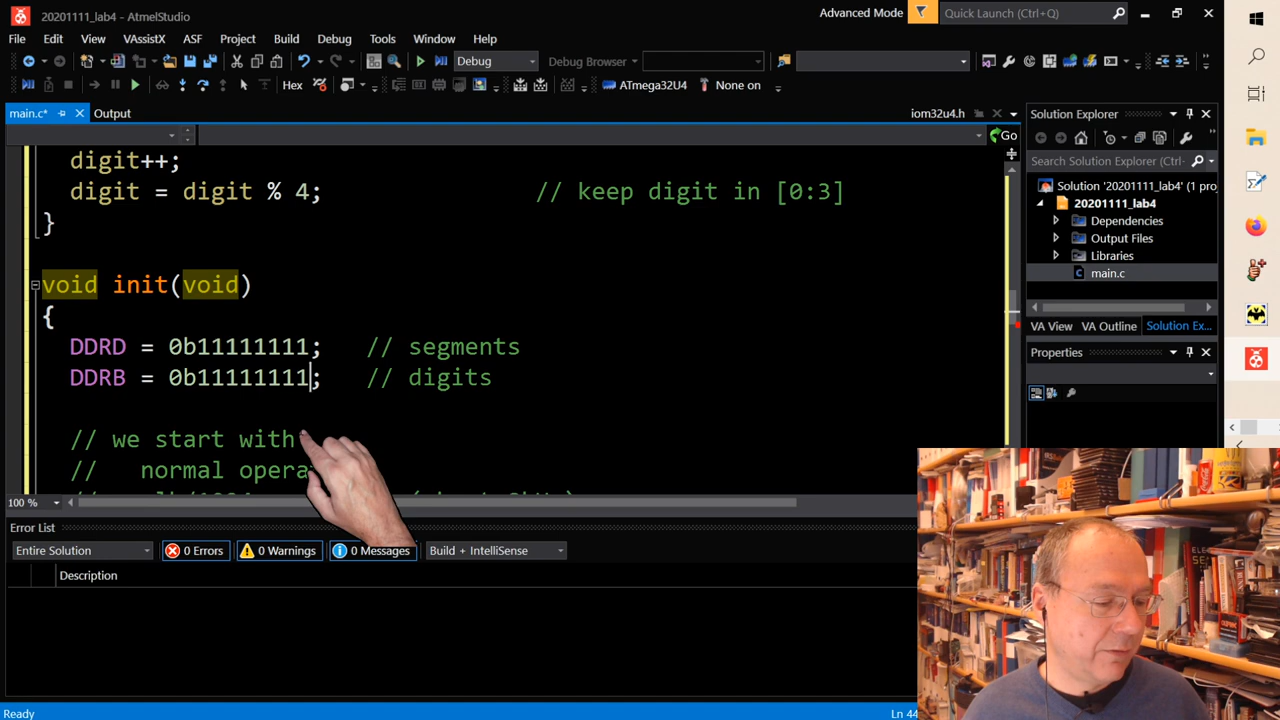 20201111_lab4 - AtmelStudio
Advanced Mode
Quick Launch (Ctrl+Q)
File Edit View VAssistX ASF Project Build Debug Tools Window Help
Debug
Debug Browser
Hex
ATmega32U4
None on
main.c*
Output
iom32u4.h
Go
digit++;
digit = digit % 4; // keep digit in [0:3]
}
void init(void)
{
DDRD = 0b11111111; // segments
DDRB = 0b11111111; // digits
// we start with
// normal opera
100 %
Solution Explorer
Search Solution Explorer (Ctrl-
Solution '20201111_lab4' (1 proj
20201111_lab4
Dependencies
Output Files
Libraries
main.c
VA View VA Outline Solution Ex...
Properties
Error List
Entire Solution
0 Errors
0 Warnings
0 Messages
Build + IntelliSense
Description
Ready
Ln 44